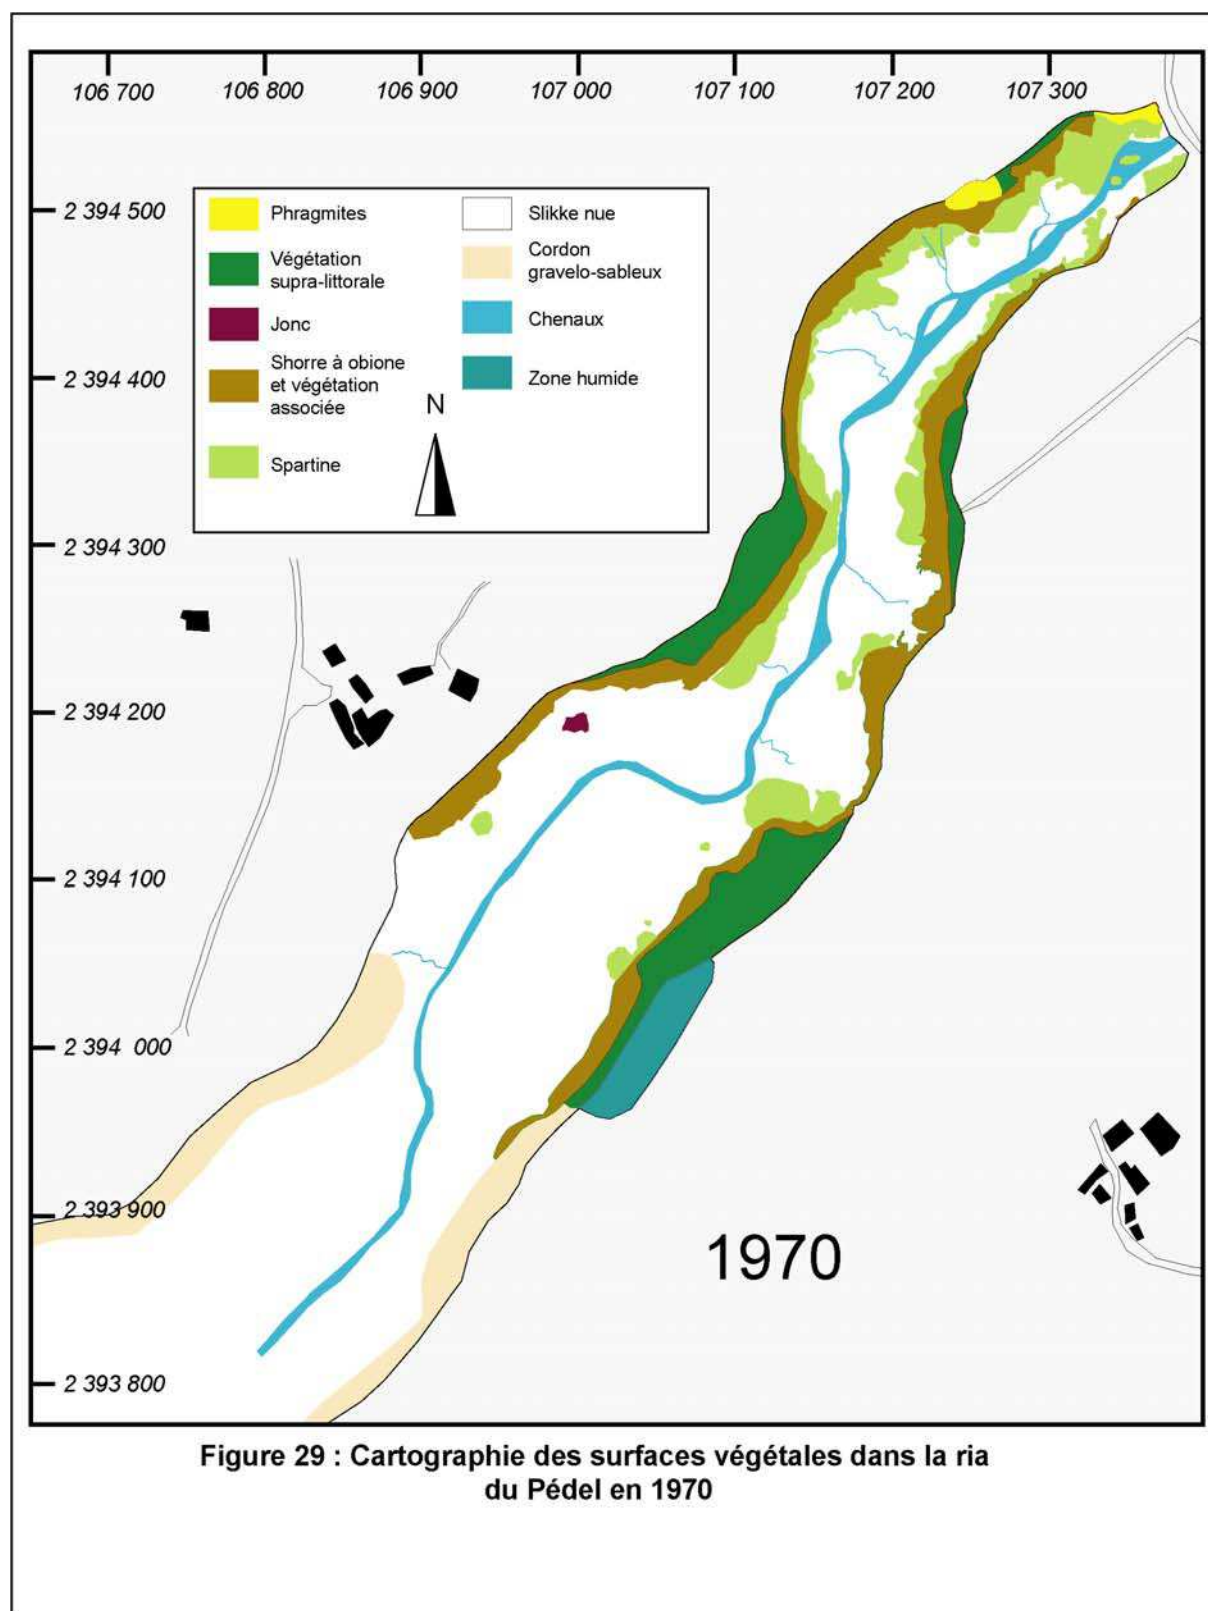 106 700 106 800 106 900 107 000 107 100 107 200 107 300
2 394 500
2 394 400
2 394 300
2 394 200
2 394 100
2 394 000
2 393 900
2 393 800
Phragmites
Végétation
supra-littorale
Jonc
Shorre à obione
et végétation
associée
Spartine
Slikke nue
Cordon
gravelo-sableux
Chenaux
Zone humide
N
1970
Figure 29 : Cartographie des surfaces végétales dans la ria
du Pédel en 1970